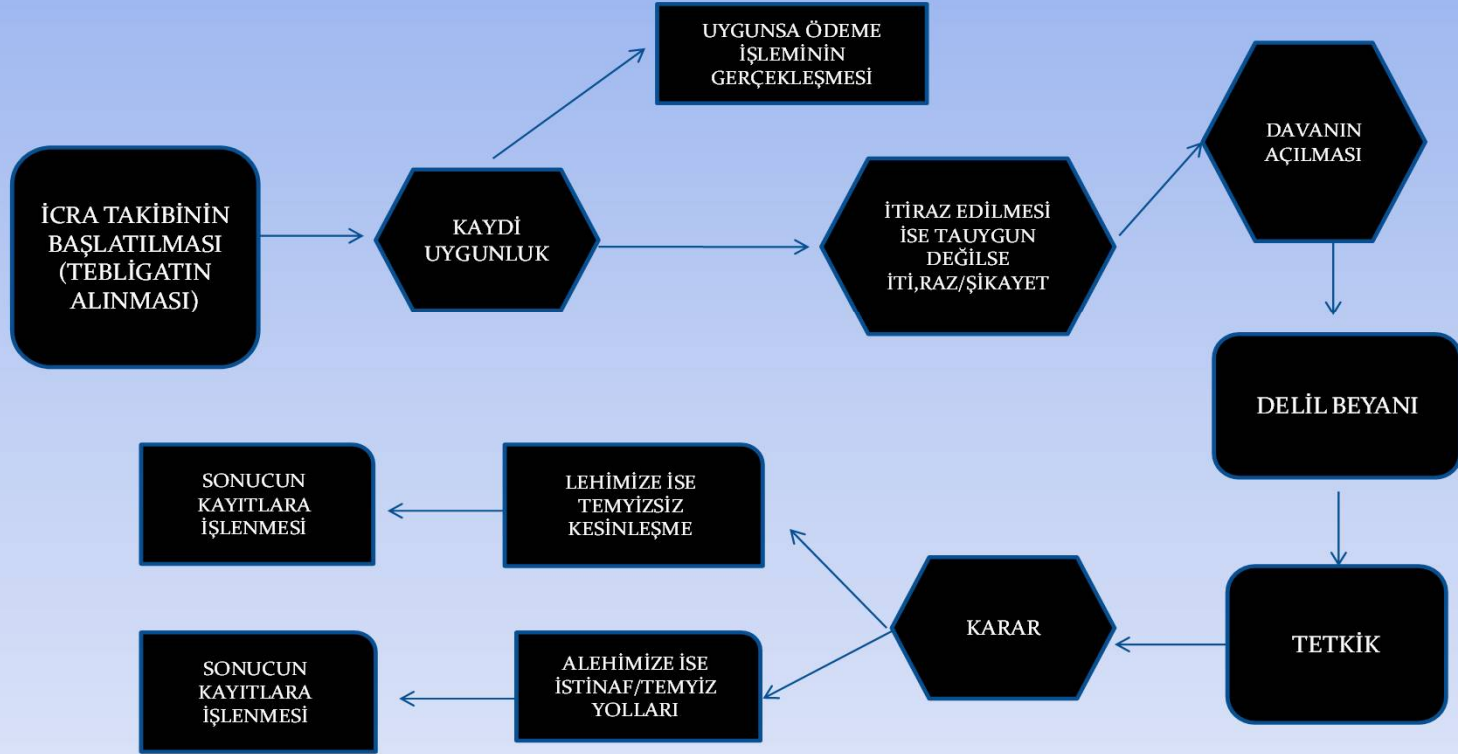 UYGUNSA ÖDEME
İŞLEMİNİN
GERÇEKLEŞMESİ
DAVANIN
AÇILMASI
İCRA TAKİBİNİN
BAŞLATILMASI
(TEBLİGATIN
ALINMASI)
KAYDİ
UYGUNLUK
İTİRAZ EDİLMESİ
İSE TAUYGUN
DEĞİLSE
İTİ,RAZ/ŞİKAYET
DELİL BEYANI
SONUCUN
KAYITLARA
İŞLENMESİ
LEHİMİZE İSE
TEMYİZSİZ
KESİNLEŞME
KARAR
TETKİK
SONUCUN
KAYITLARA
İŞLENMESİ
ALEHİMİZE İSE
İSTİNAF/TEMYİZ
YOLLARI